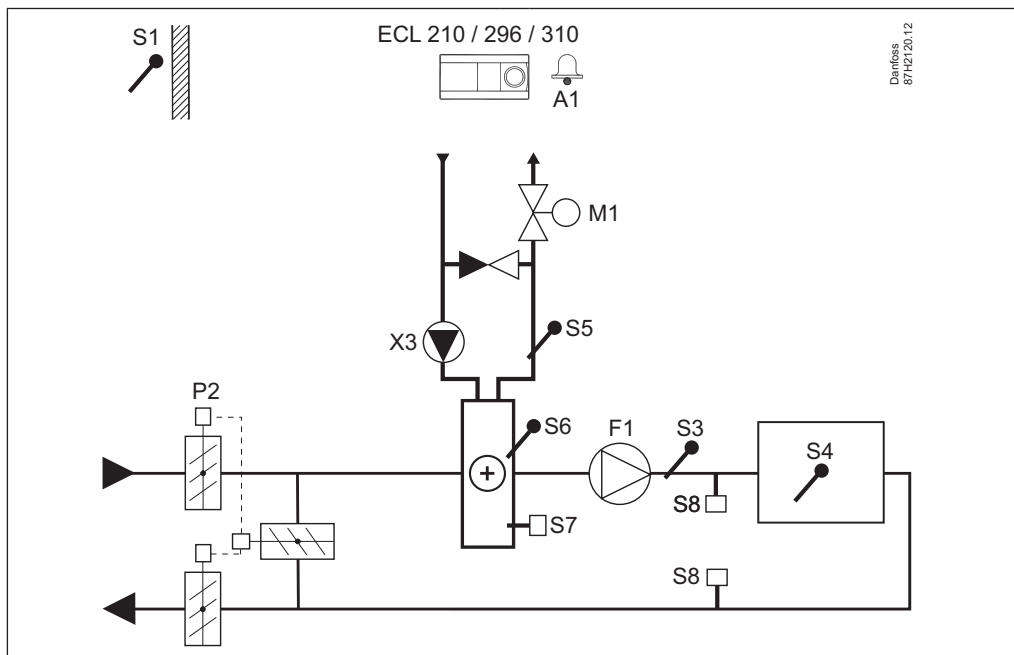 S1
ECL 210 / 296 / 310
A1
Danfoss
87H2120.12
M1
S5
X3
P2
S6
F1
S3
S4
+
S8
S7
S8